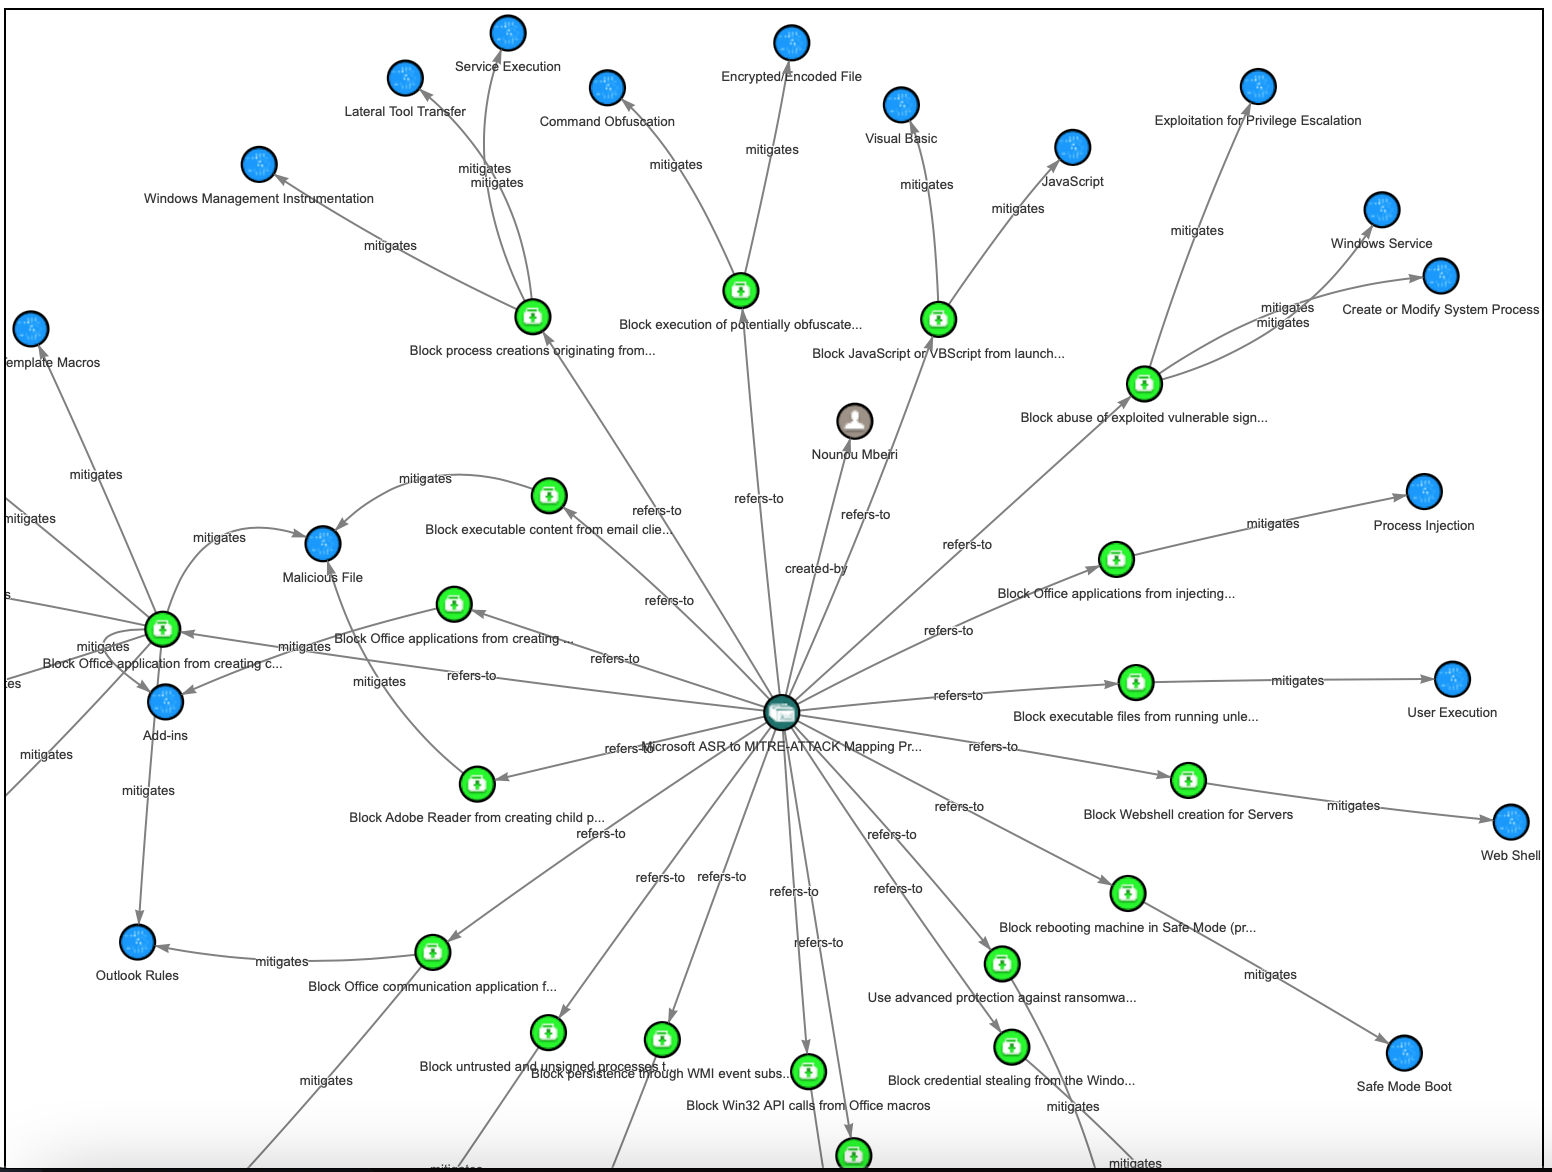 Service Execution
Encrypted/Encoded File
Lateral Tool Transfer
Command Obfuscation
Exploitation for Privilege Escalation
Visual Basic
mitigates
mitigates
mitigates
mitigates
JavaScript
mitigates
Windows Management Instrumentation
mitigates
mitigates
mitigates
Windows Service
mitigates
Create or Modify System Process
mitigates
Block execution of potentially obfuscate...
Block process creations originating from...
Block JavaScript or VBScript from launch...
emplate Macros
Block abuse of exploited vulnerable sign...
Nounou Mbeiri
mitigates
mitigates
refers-to
refers-to
refers-to
mitigates
Block executable content from email clie...
mitigates
Process Injection
mitigates
refers-to
created-by
Malicious File
s
refers-to
Block Office applications from injecting...
refers-to
mitigates
mitigates
Block Office applications from creating ...
refers-to
Block Office application from creating c...
refers-to
tes
mitigates
refers-to
mitigates
Block executable files from running unle...
User Execution
Add-ins
mitigates
refers-to
Microsoft ASR to MITRE-ATTACK Mapping Pr...
refers-to
mitigates
refers-to
mitigates
Block Adobe Reader from creating child p...
Block Webshell creation for Servers
refers-to
refers-to
Web Shell
refers-to
refers-to
refers-to
refers-to
Block rebooting machine in Safe Mode (pr...
refers-to
mitigates
Outlook Rules
mitigates
Block Office communication application f...
Use advanced protection against ransomwa...
Block untrusted and unsigned processes t...
Block persistence through WMI event subs...
mitigates
Block credential stealing from the Windo...
Safe Mode Boot
Block Win32 API calls from Office macros
mitigates
mitigates
mitigates